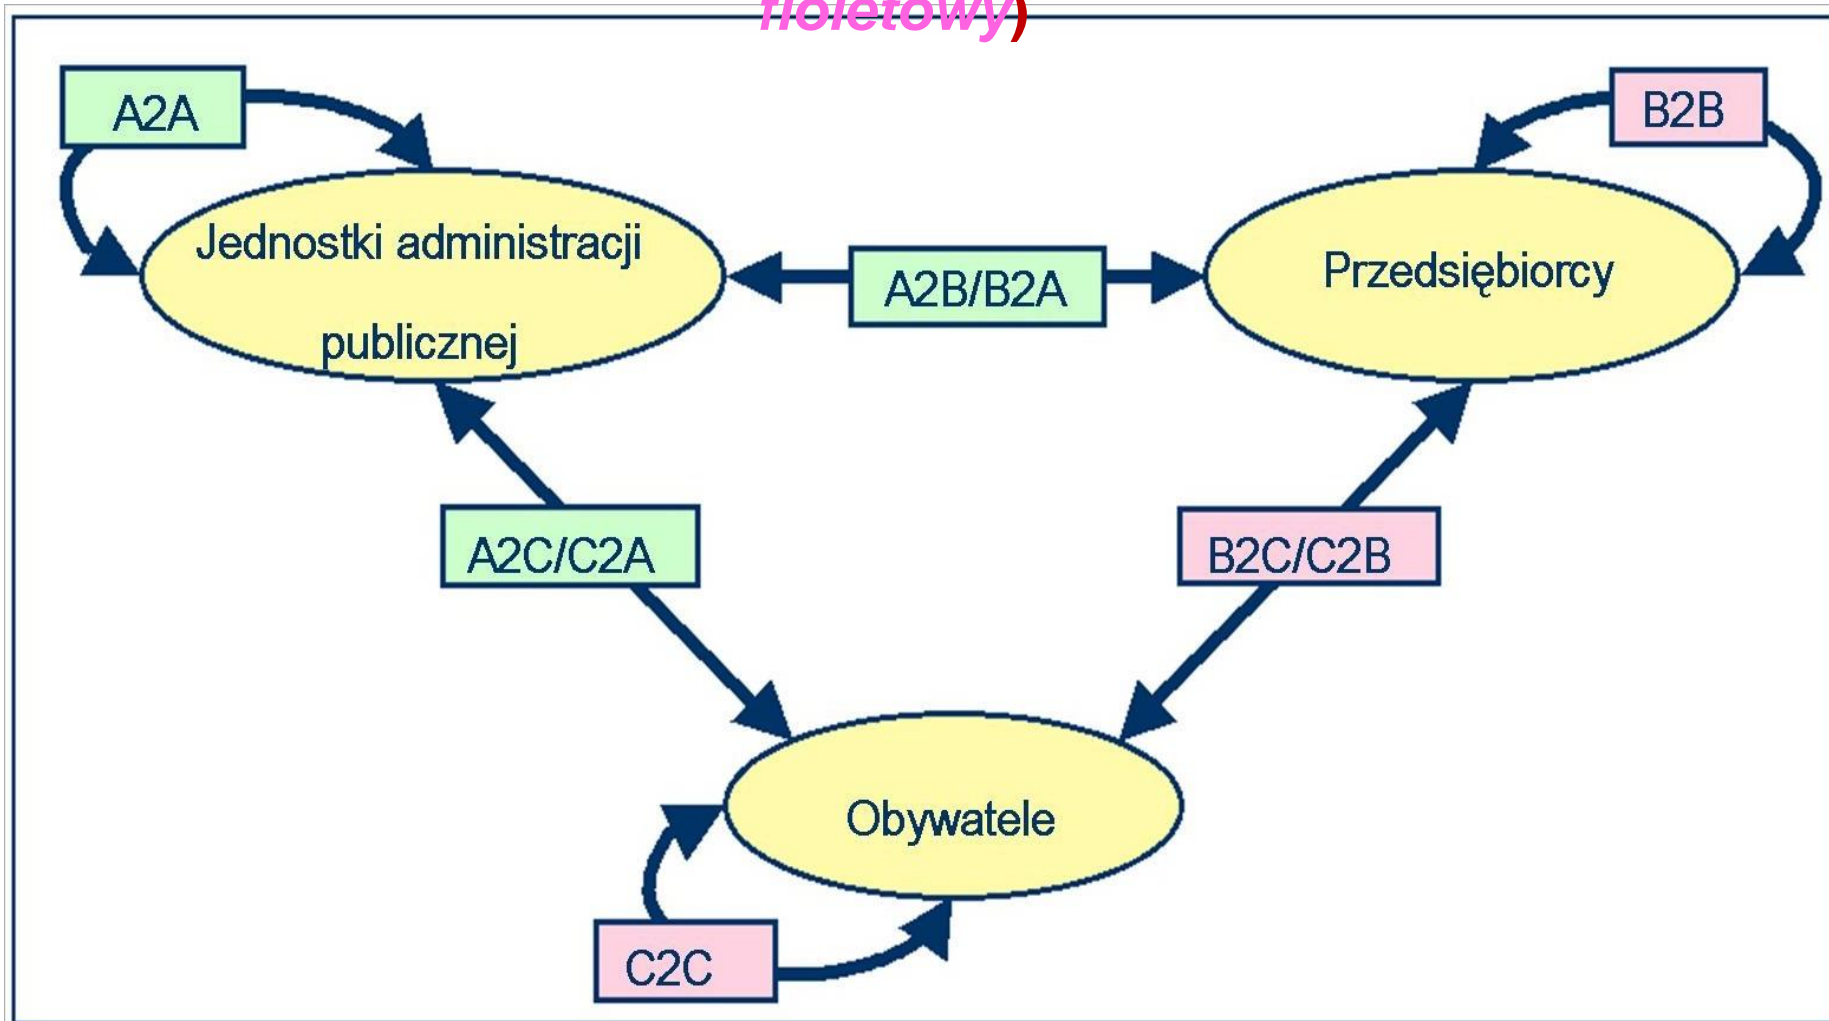 fioletowy)
A2A
B2B
Jednostki administracji
publicznej
A2B/B2A
Przedsiębiorcy
A2C/C2A
B2C/C2B
Obywatele
C2C